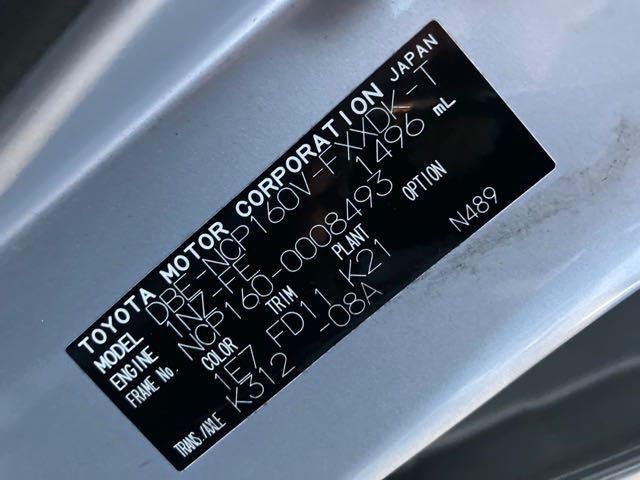 TOYOTA MOTOR CORPORATION JAPAN
MODEL DBE-NCP160V-FXXDK-T
ENGINE 1NZ-FE 1496 mL
FRAME No. NCP160-0008493
COLOR TRIM PLANT OPTION
1E7 FD11 K21 N489
TRANS./AXLE K312 -08A